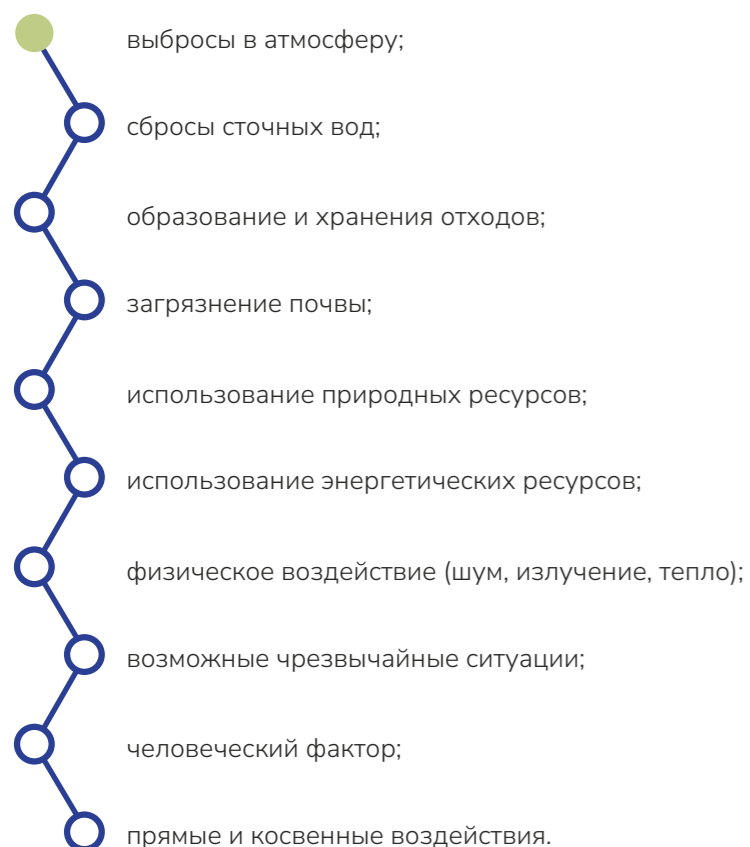 выбросы в атмосферу;
сбросы сточных вод;
образование и хранения отходов;
загрязнение почвы;
использование природных ресурсов;
использование энергетических ресурсов;
физическое воздействие (шум, излучение, тепло);
возможные чрезвычайные ситуации;
человеческий фактор;
прямые и косвенные воздействия.